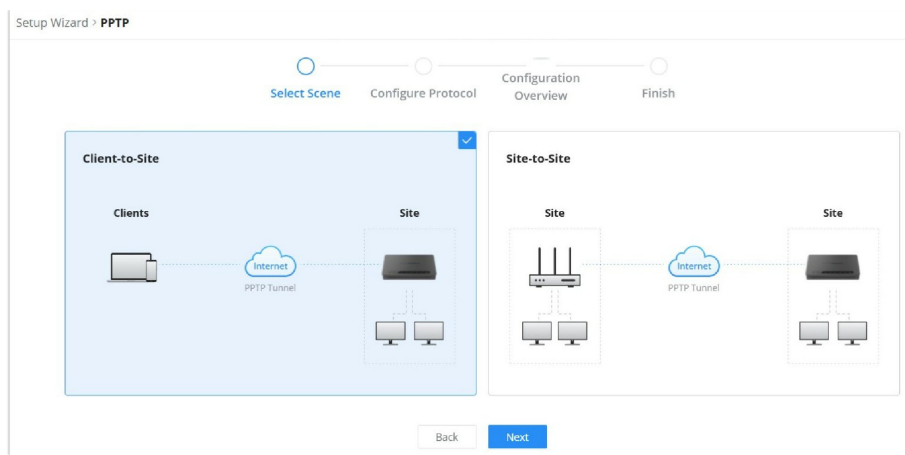 Setup Wizard > PPTP
Select Scene
Configure Protocol
Configuration
Overview
Finish
Client-to-Site
Clients
Site
Internet
PPTP Tunnel
Site-to-Site
Site
Site
Internet
PPTP Tunnel
Back
Next